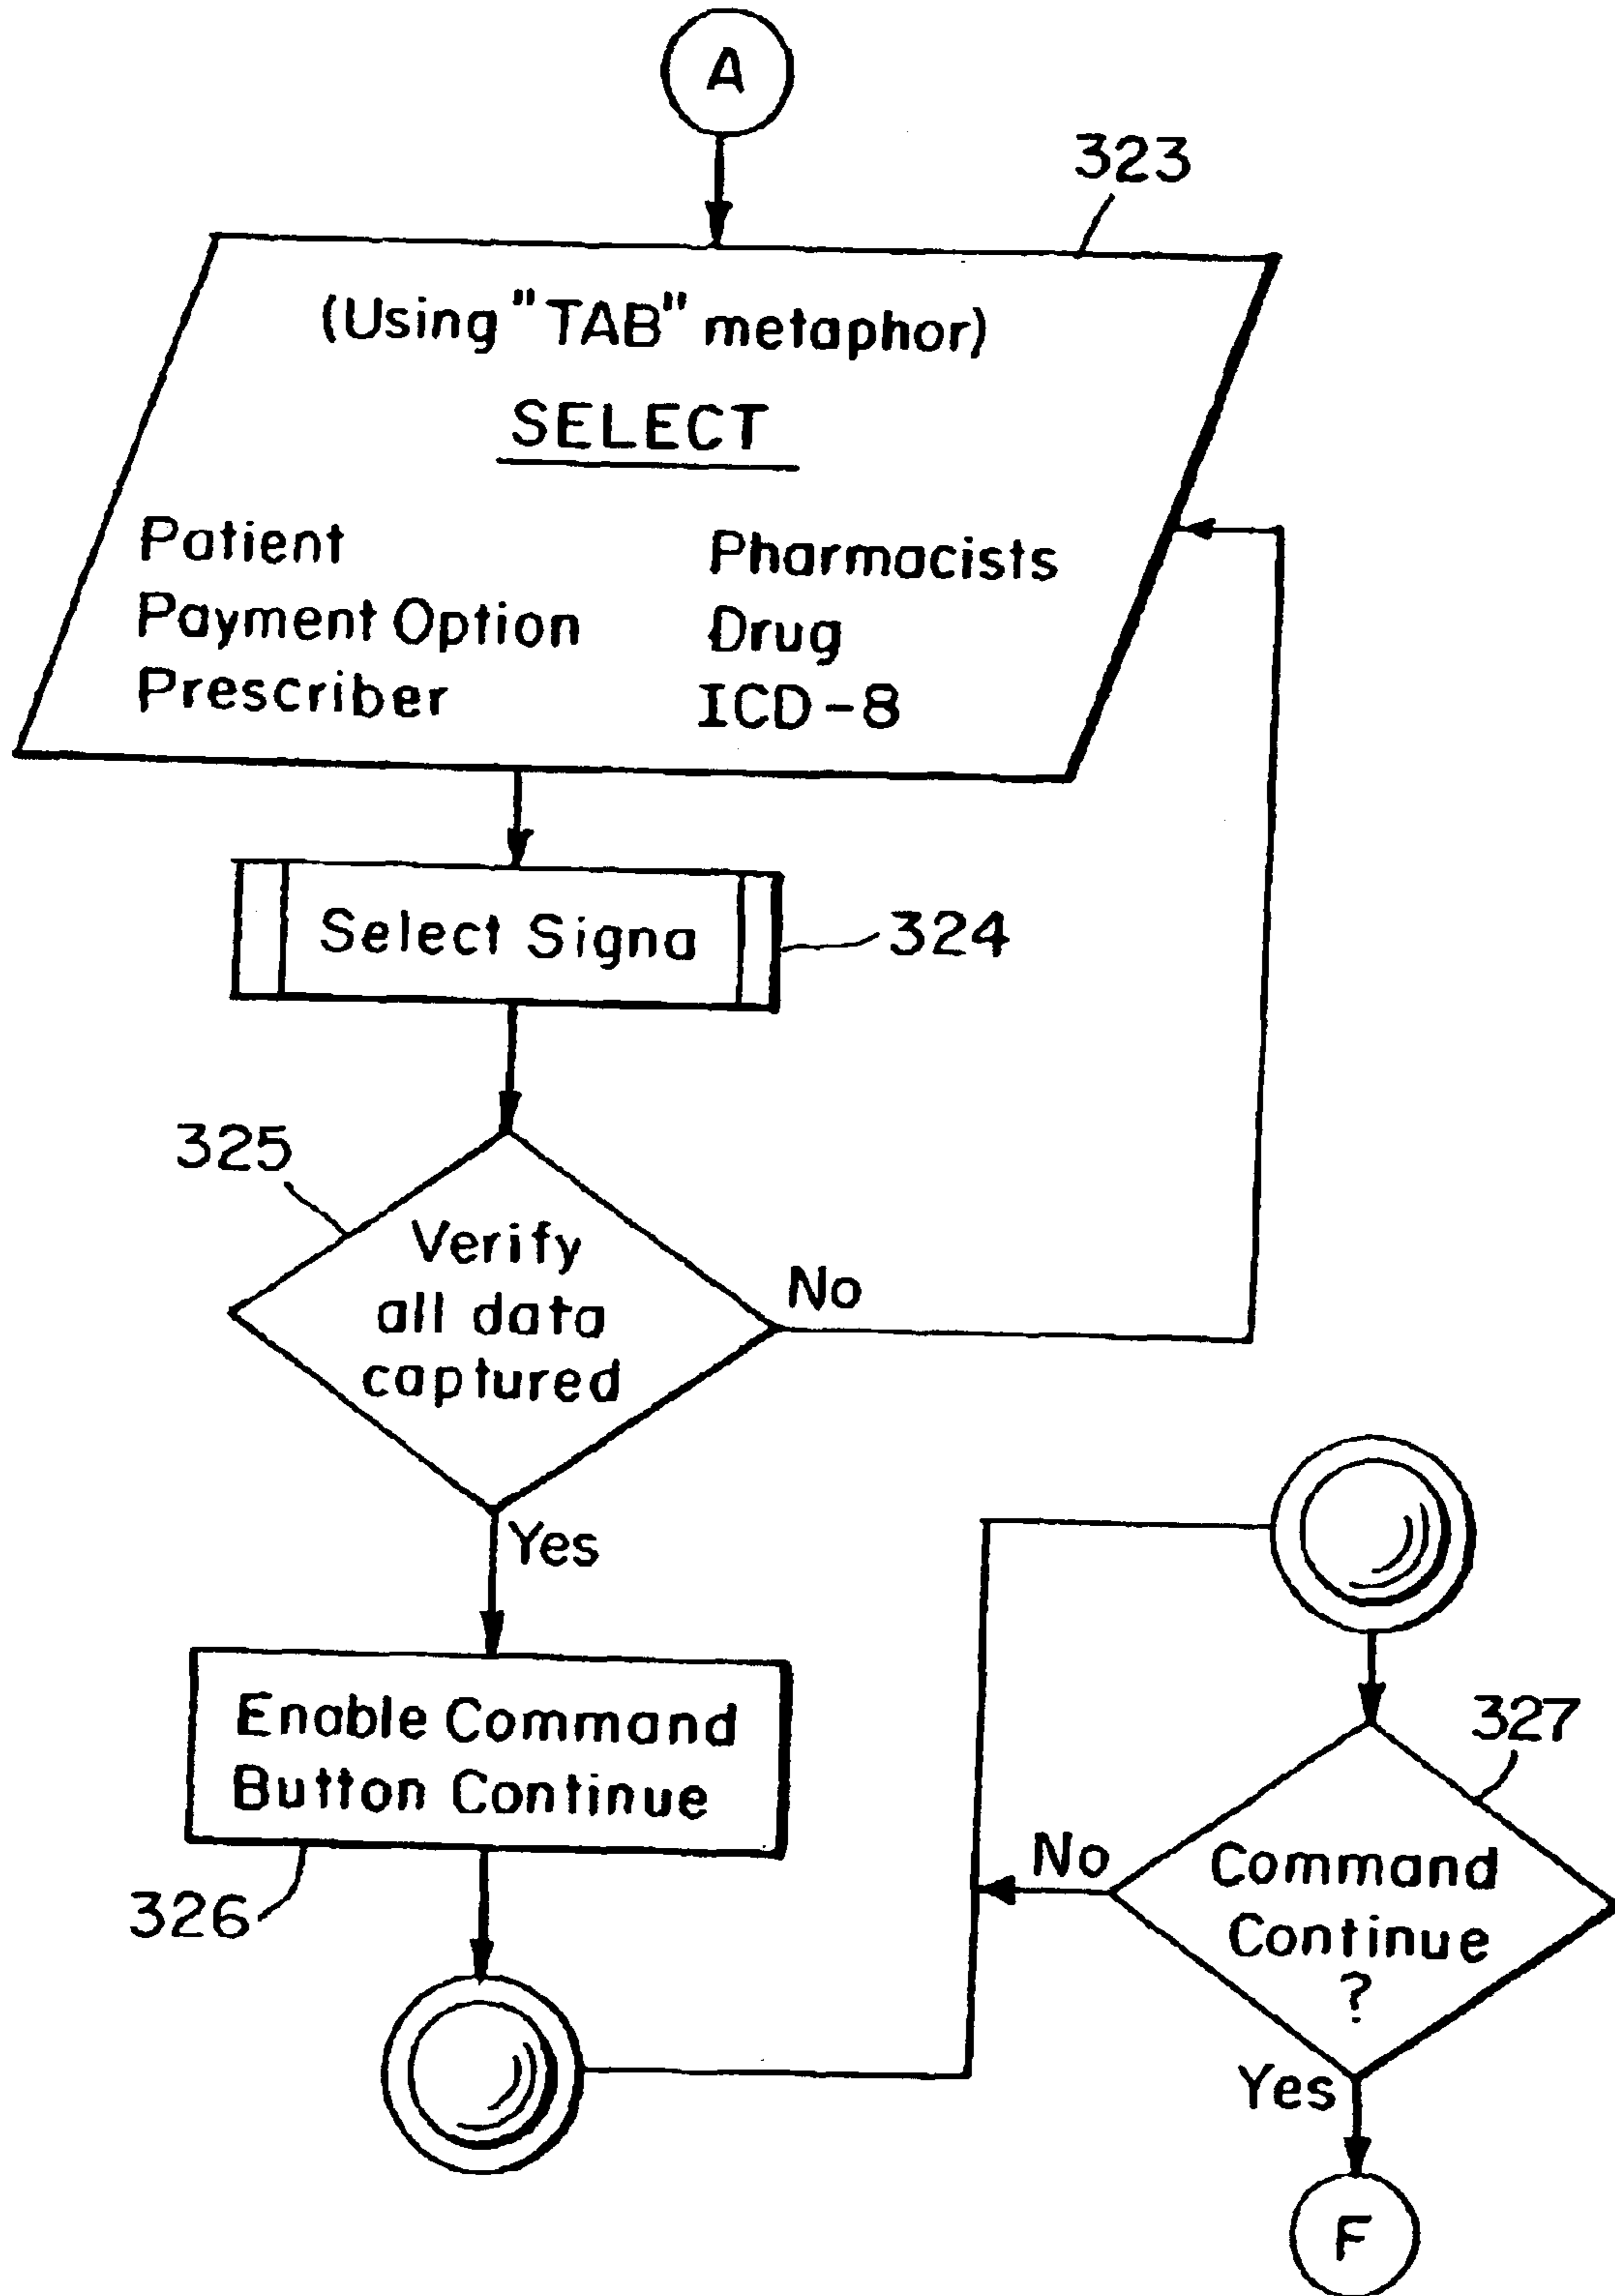 A
323
(Using "TAB" metaphor)
SELECT
Patient
Payment Option
Prescriber
Pharmacists
Drug
ICD-8
Select Signa
324
325
Verify
all data
captured
No
Yes
Enable Command
Button Continue
326
327
Command
Continue
?
No
Yes
F